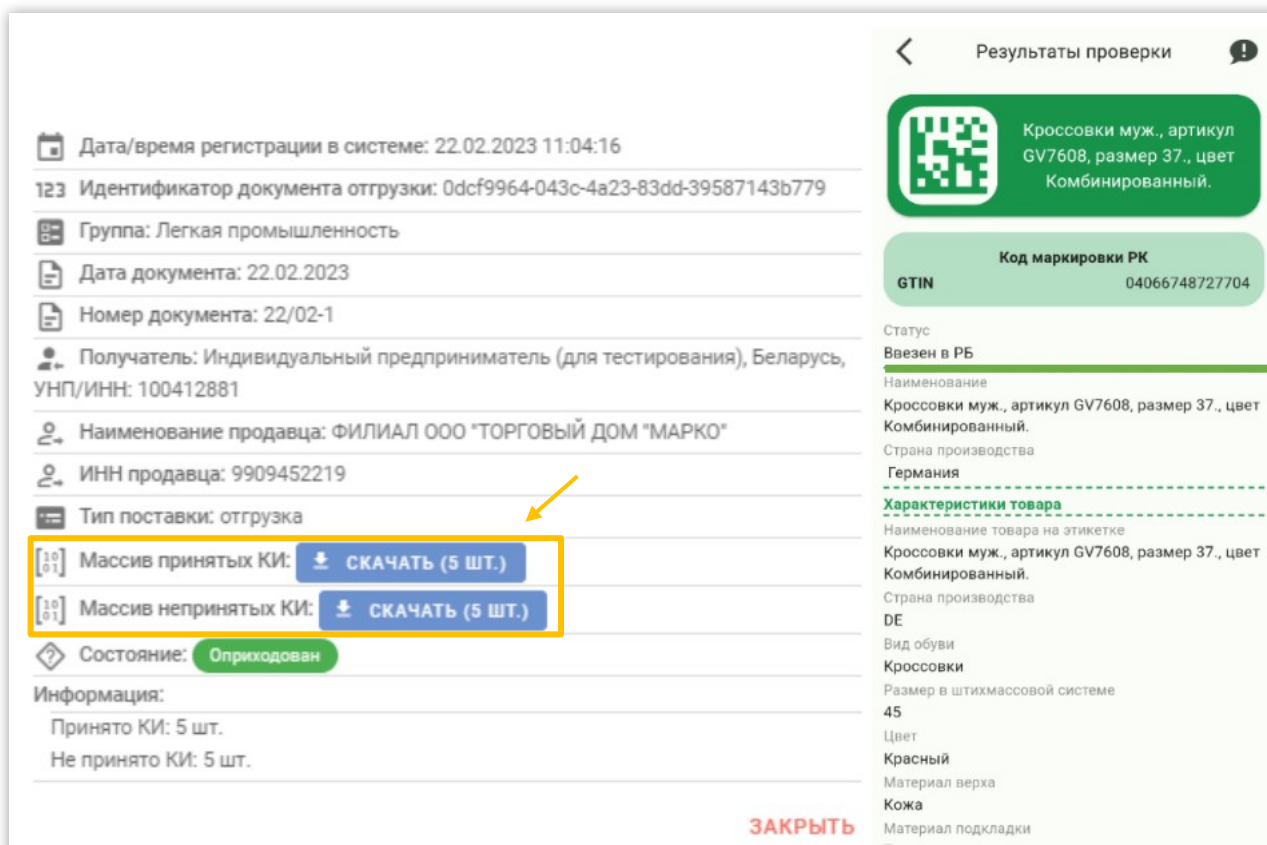 Дата/время регистрации в системе: 22.02.2023 11:04:16
123 Идентификатор документа отгрузки: 0dcf9964-043c-4a23-83dd-39587143b779
Группа: Легкая промышленность
Дата документа: 22.02.2023
Номер документа: 22/02-1
Получатель: Индивидуальный предприниматель (для тестирования), Беларусь,
УНП/ИНН: 100412881
Наименование продавца: ФИЛИАЛ ООО "ТОРГОВЫЙ ДОМ "МАРКО"
ИНН продавца: 9909452219
Тип поставки: отгрузка
Массив принятых КИ: СКАЧАТЬ (5 ШТ.)
Массив непринятых КИ: СКАЧАТЬ (5 ШТ.)
Состояние: Оприходован
Информация:
Принято КИ: 5 шт.
Не принято КИ: 5 шт.
ЗАКРЫТЬ
Результаты проверки
Кроссовки муж., артикул
GV7608, размер 37., цвет
Комбинированный.
Код маркировки РК
GTIN 04066748727704
Статус
Ввезен в РБ
Наименование
Кроссовки муж., артикул GV7608, размер 37., цвет
Комбинированный.
Страна производства
Германия
Характеристики товара
Наименование товара на этикетке
Кроссовки муж., артикул GV7608, размер 37., цвет
Комбинированный.
Страна производства
DE
Вид обуви
Кроссовки
Размер в штихмассовой системе
45
Цвет
Красный
Материал верха
Кожа
Материал подкладки